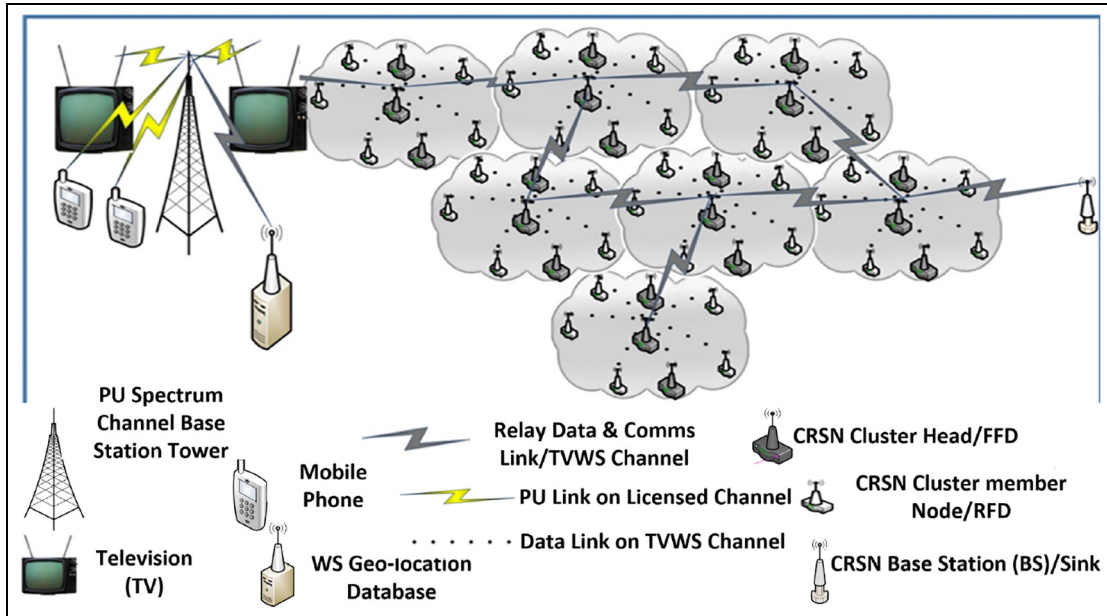 PU Spectrum
Channel Base
Station Tower
Mobile
Phone
Television
(TV)
WS Geo-location
Database
Relay Data & Comms
Link/TVWS Channel
PU Link on Licensed Channel
Data Link on TVWS Channel
CRSN Cluster Head/FFD
CRSN Cluster member
Node/RFD
CRSN Base Station (BS)/Sink